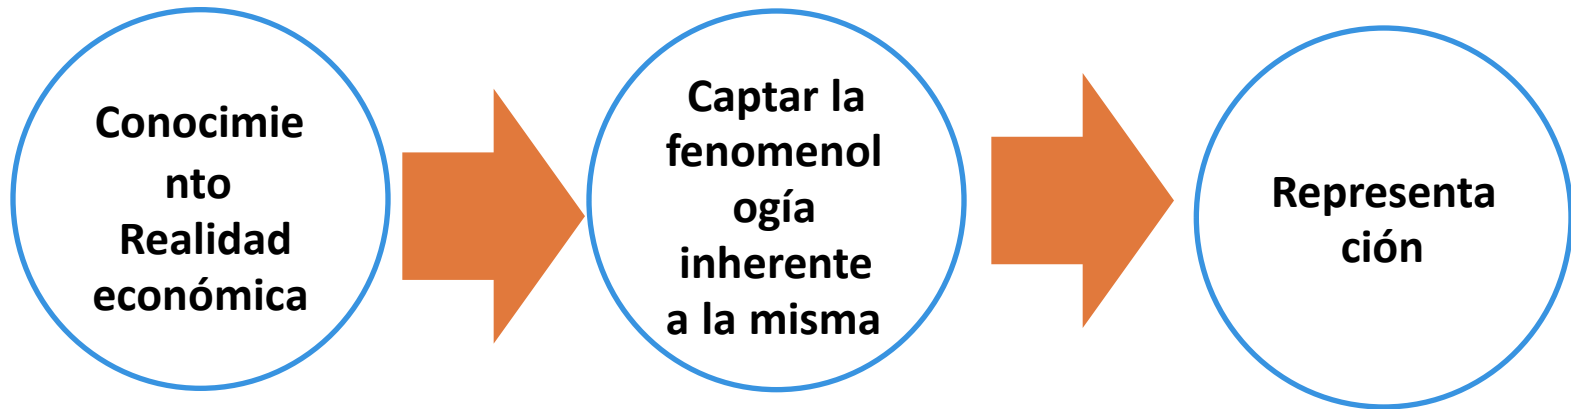 Conocimie
nto
Realidad
económica
Captar la
fenomenol
ogía
inherente
a la misma
Representa
ción